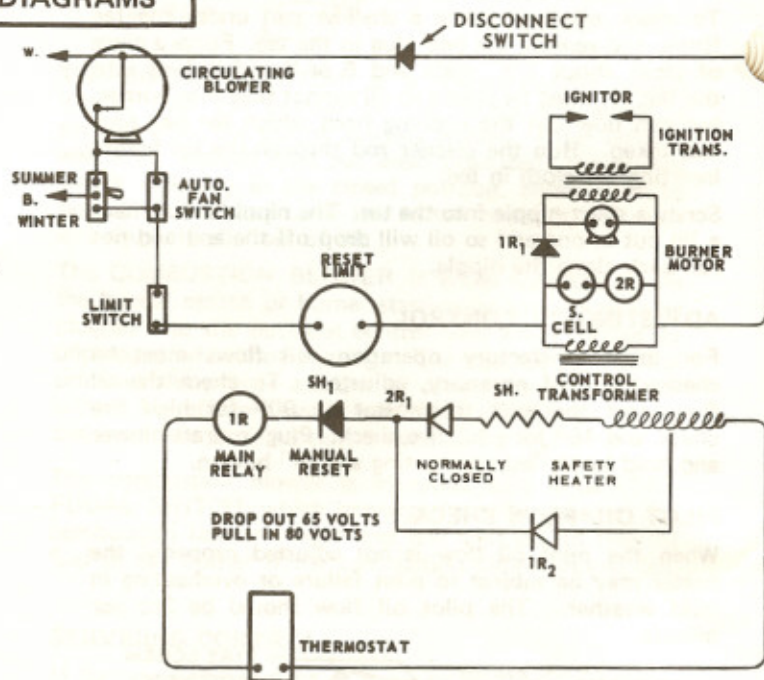 DIAGRAMS
DISCONNECT
SWITCH
W.
CIRCULATING
BLOWER
IGNITOR
IGNITION
TRANS.
SUMMER
B.
WINTER
AUTO.
FAN
SWITCH
1R1
BURNER
MOTOR
RESET
LIMIT
2R
S.
CELL
LIMIT
SWITCH
CONTROL
TRANSFORMER
SH1
2R1
SH.
1R
MAIN
RELAY
MANUAL
RESET
NORMALLY
CLOSED
SAFETY
HEATER
DROP OUT 65 VOLTS
PULL IN 80 VOLTS
1R2
THERMOSTAT